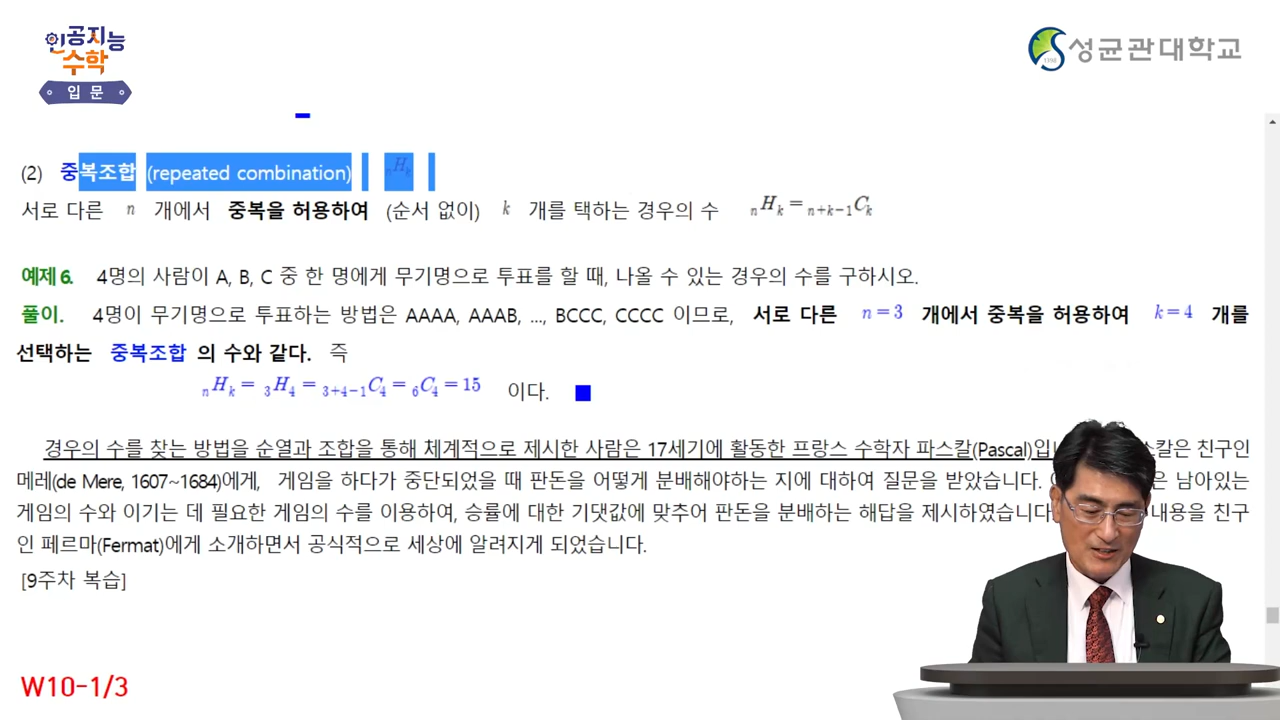 인공지능
수학
입문
성균관대학교
(2) 중복조합 (repeated combination) nHk
서로 다른 n 개에서 중복을 허용하여 (순서 없이) k 개를 택하는 경우의 수 nHk = n+k−1Ck
예제 6. 4명의 사람이 A, B, C 중 한 명에게 무기명으로 투표를 할 때, 나올 수 있는 경우의 수를 구하시오.
풀이. 4명이 무기명으로 투표하는 방법은 AAAA, AAAB, ..., BCCC, CCCC 이므로, 서로 다른 n = 3 개에서 중복을 허용하여 k = 4 개를
선택하는 중복조합 의 수와 같다. 즉
nHk = 3H4 = 3+4−1C4 = 6C4 = 15 이다. ■
경우의 수를 찾는 방법을 순열과 조합을 통해 체계적으로 제시한 사람은 17세기에 활동한 프랑스 수학자 파스칼(Pascal)입 스칼은 친구인
메레(de Mere, 1607~1684)에게, 게임을 하다가 중단되었을 때 판돈을 어떻게 분배해야하는 지에 대하여 질문을 받았습니다. 은 남아있는
게임의 수와 이기는 데 필요한 게임의 수를 이용하여, 승률에 대한 기댓값에 맞추어 판돈을 분배하는 해답을 제시하였습니다 내용을 친구
인 페르마(Fermat)에게 소개하면서 공식적으로 세상에 알려지게 되었습니다.
[9주차 복습]
W10-1/3